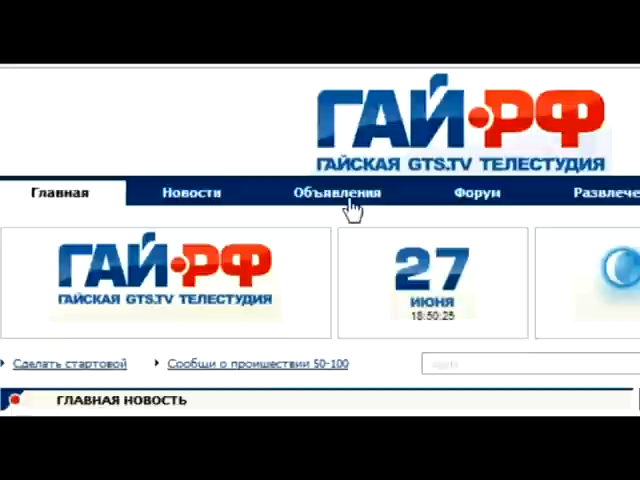 ГАЙ•РФ
ГАЙСКАЯ GTS.TV ТЕЛЕСТУДИЯ
Главная Новости Объявления Форум Развлече
ГАЙ•РФ
ГАЙСКАЯ GTS.TV ТЕЛЕСТУДИЯ
27
ИЮНЯ
18:50:25
Сделать стартовой Сообщи о происшествии 50-100
ГЛАВНАЯ НОВОСТЬ